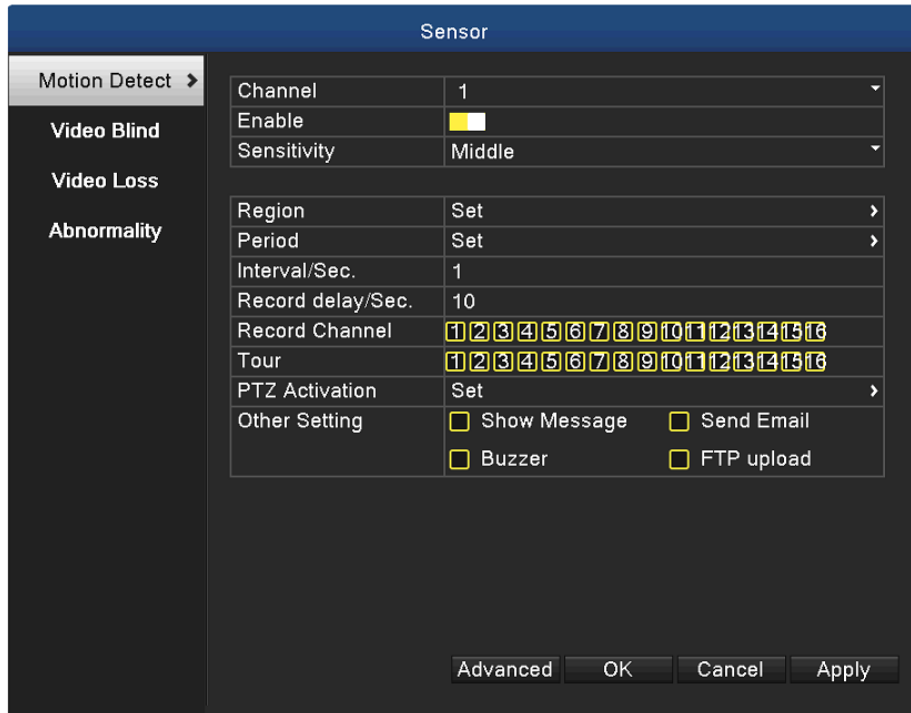 Sensor
Motion Detect
Video Blind
Video Loss
Abnormality
Channel 1
Enable
Sensitivity Middle
Region Set
Period Set
Interval/Sec. 1
Record delay/Sec. 10
Record Channel 1 2 3 4 5 6 7 8 9 10 11 12 13 14 15 16
Tour 1 2 3 4 5 6 7 8 9 10 11 12 13 14 15 16
PTZ Activation Set
Other Setting Show Message Send Email
Buzzer FTP upload
Advanced OK Cancel Apply